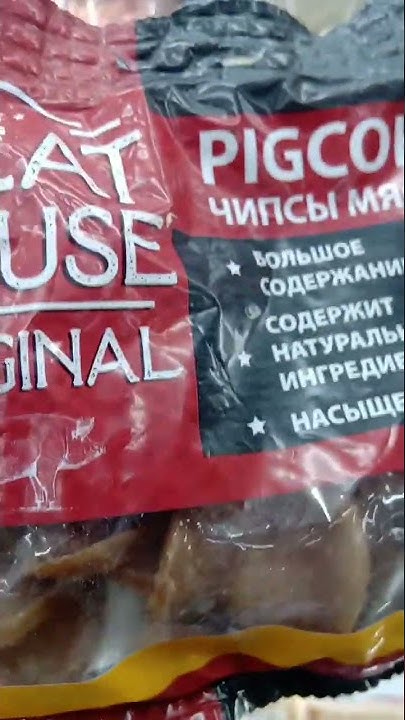 EAT
USE
GINAL
PIGCO
ЧИПСЫ МЯ
БОЛЬШОЕ
СОДЕРЖАНИ
СОДЕРЖИТ
НАТУРАЛЬ
ИНГРЕДИЕ
НАСЫЩЕ